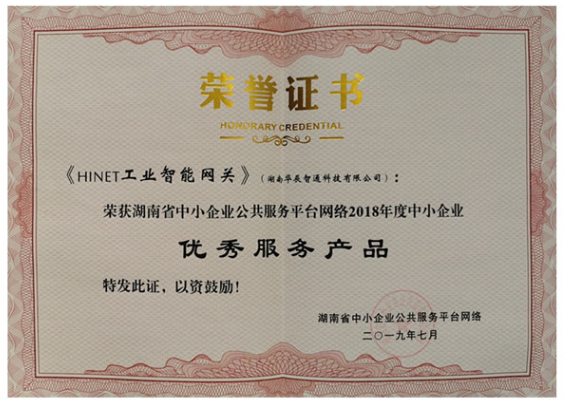 荣誉证书
HONORARY CREDENTIAL
《HINET工业智能网关》(湖南华辰智通科技有限公司):
荣获湖南省中小企业公共服务平台网络2018年度中小企业
优秀服务产品
特发此证，以资鼓励!
湖南省中小企业公共服务平台网络
二〇一九年七月